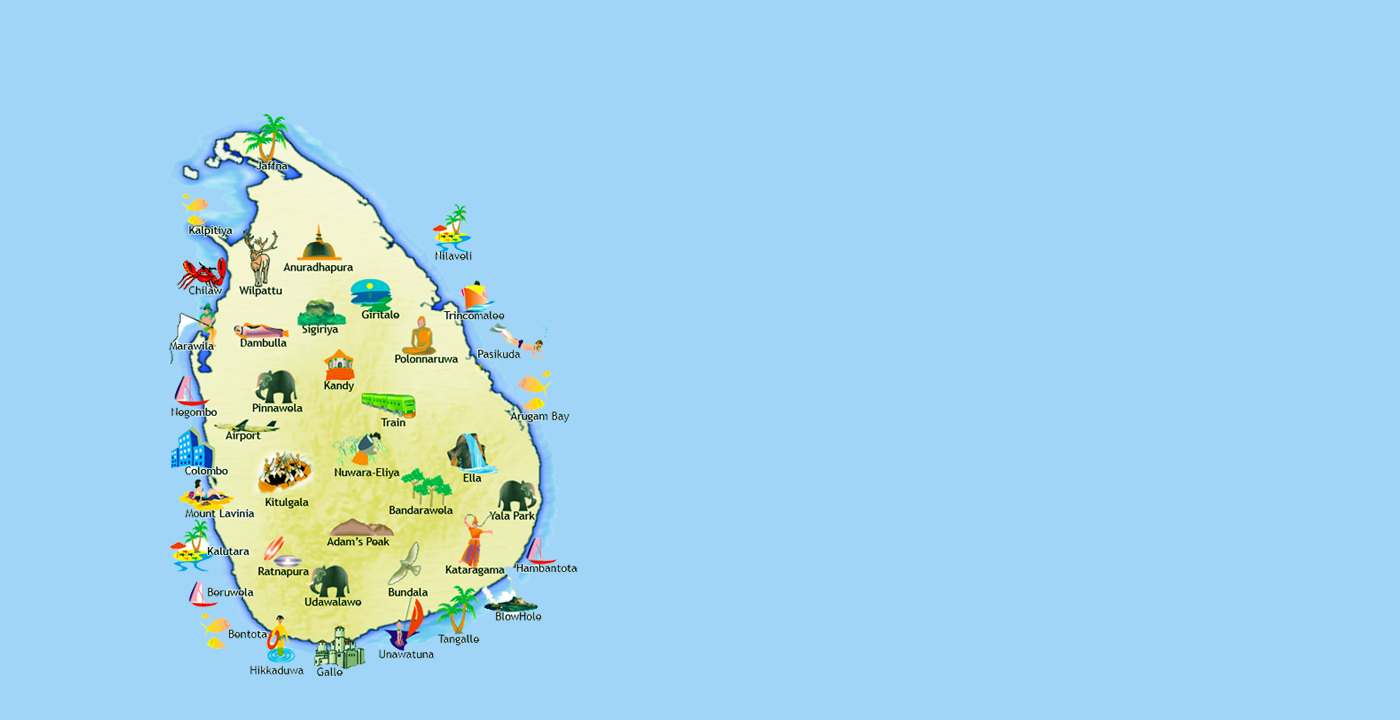 Jaffna
Kalpitiya
Nilaveli
Anuradhapura
Chilaw
Wilpattu
Giritale
Trincomalee
Sigiriya
Marawila
Dambulla
Polonnaruwa
Pasikuda
Kandy
Pinnawela
Negombo
Arugam Bay
Train
Airport
Colombo
Nuwara-Eliya
Ella
Kitulgala
Bandarawela
Mount Lavinia
Yala Park
Adam's Peak
Kalutara
Ratnapura
Kataragama
Hambantota
Beruwela
Udawalawe
Bundala
BlowHole
Bentota
Tangalle
Unawatuna
Hikkaduwa
Galle